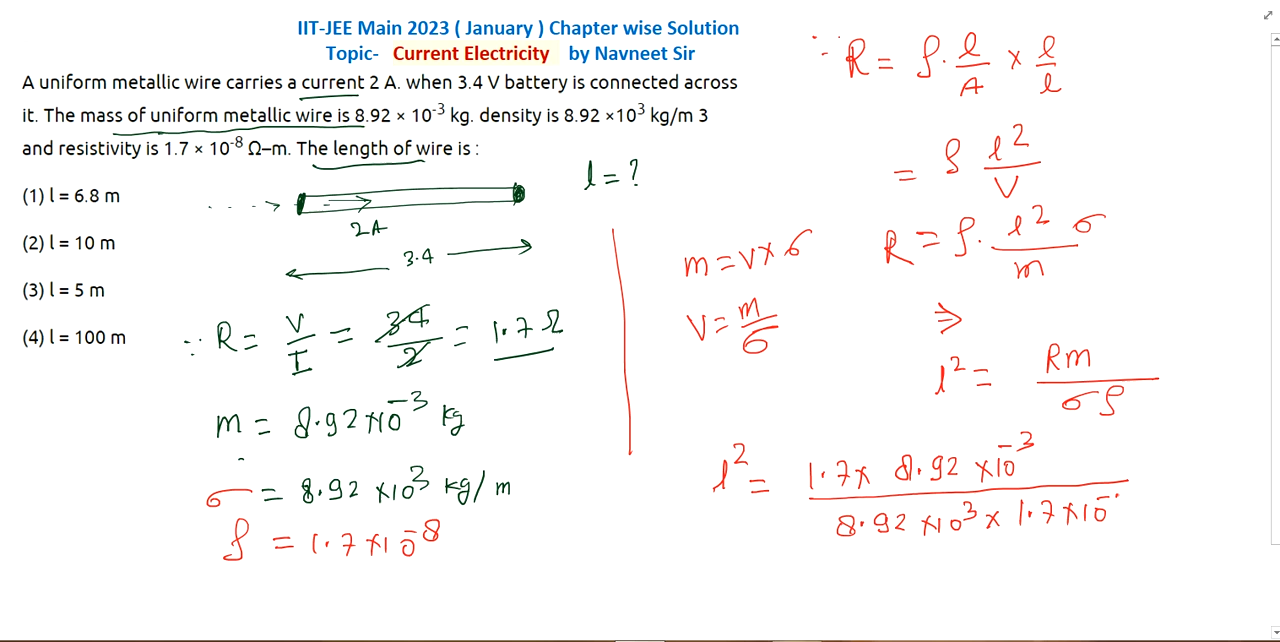 IIT-JEE Main 2023 ( January ) Chapter wise Solution
Topic- Current Electricity by Navneet Sir
A uniform metallic wire carries a current 2 A. when 3.4 V battery is connected across
it. The mass of uniform metallic wire is 8.92 × 10⁻³ kg. density is 8.92 ×10³ kg/m 3
and resistivity is 1.7 × 10⁻⁸ Ω–m. The length of wire is :
(1) l = 6.8 m
(2) l = 10 m
(3) l = 5 m
(4) l = 100 m
l = ?
2A
3.4
∵ R = V/I = 3.4/2 = 1.7 Ω
m = 8.92 × 10⁻³ kg
σ = 8.92 × 10³ kg/m
ρ = 1.7 × 10⁻⁸
m = V × σ
V = m/σ
∵ R = ρ · l/A × l/l
= ρ l²/V
R = ρ · l² σ/m
⇒
l² = Rm/σρ
l² = 1.7 × 8.92 × 10⁻³ / 8.92 × 10³ × 1.7 × 10⁻